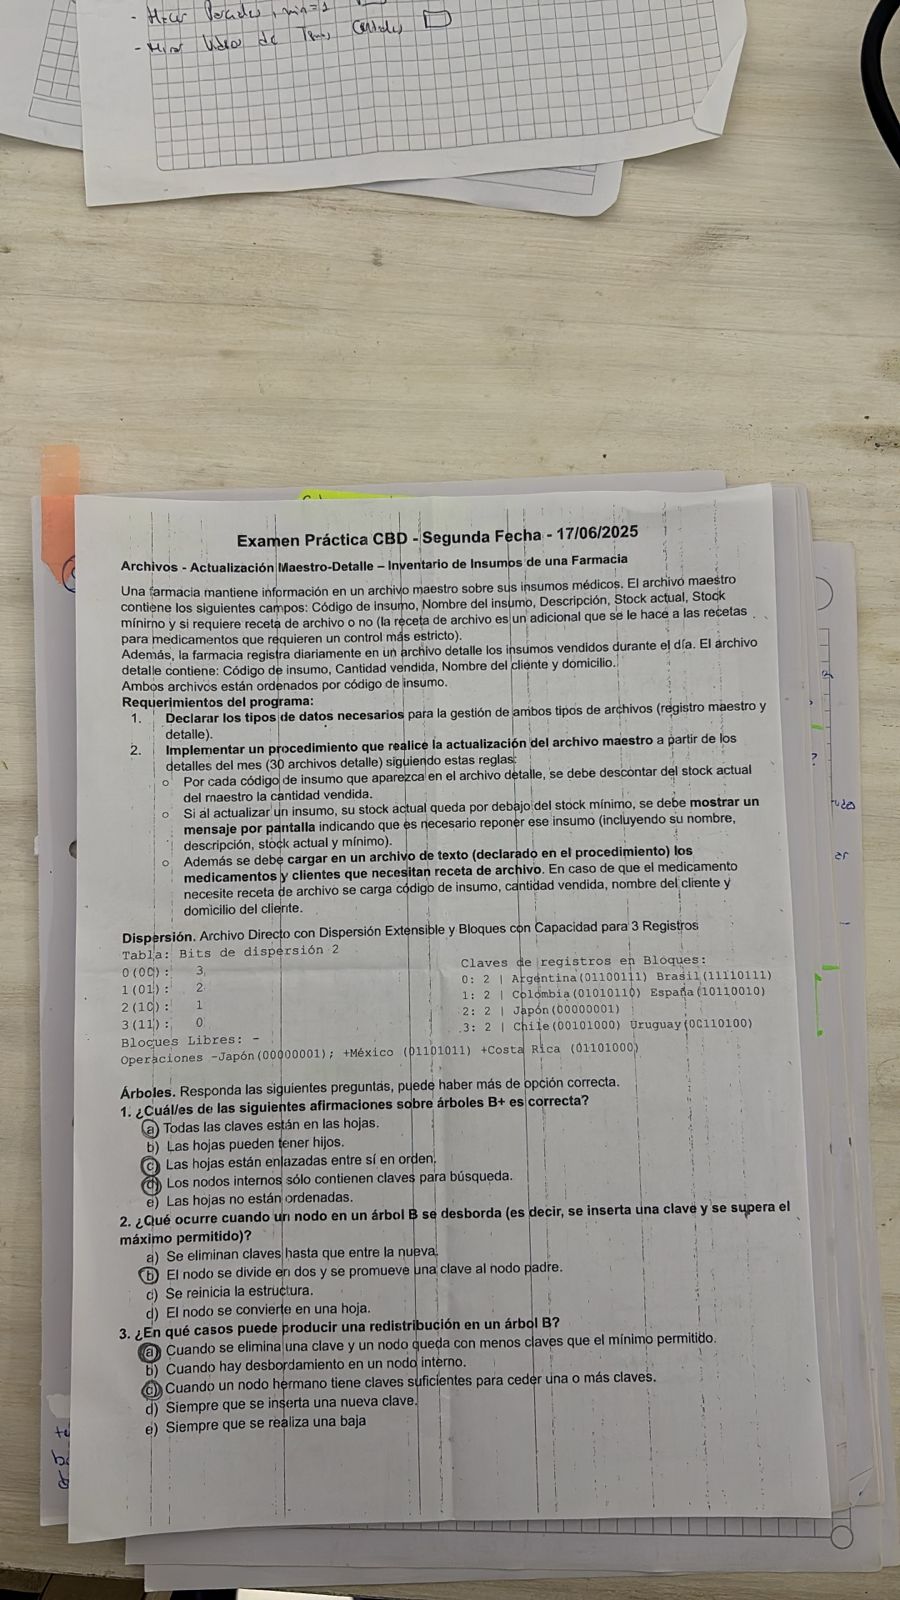 - Hacer
- Mirar Video de
Examen Práctica CBD - Segunda Fecha - 17/06/2025
Archivos - Actualización Maestro-Detalle – Inventario de Insumos de una Farmacia
Una farmacia mantiene información en un archivo maestro sobre sus insumos médicos. El archivo maestro
contiene los siguientes campos: Código de insumo, Nombre del insumo, Descripción, Stock actual, Stock
mínimo y si requiere receta de archivo o no (la receta de archivo es un adicional que se le hace a las recetas
para medicamentos que requieren un control más estricto).
Además, la farmacia registra diariamente en un archivo detalle los insumos vendidos durante el día. El archivo
detalle contiene: Código de insumo, Cantidad vendida, Nombre del cliente y domicilio.
Ambos archivos están ordenados por código de insumo.
Requerimientos del programa:
1. Declarar los tipos de datos necesarios para la gestión de ambos tipos de archivos (registro maestro y
detalle).
2. Implementar un procedimiento que realice la actualización del archivo maestro a partir de los
detalles del mes (30 archivos detalle) siguiendo estas reglas:
o Por cada código de insumo que aparezca en el archivo detalle, se debe descontar del stock actual
del maestro la cantidad vendida.
o Si al actualizar un insumo, su stock actual queda por debajo del stock mínimo, se debe mostrar un
mensaje por pantalla indicando que es necesario reponer ese insumo (incluyendo su nombre,
descripción, stock actual y mínimo).
o Además se debe cargar en un archivo de texto (declarado en el procedimiento) los
medicamentos y clientes que necesitan receta de archivo. En caso de que el medicamento
necesite receta de archivo se carga código de insumo, cantidad vendida, nombre del cliente y
domicilio del cliente.
Dispersión. Archivo Directo con Dispersión Extensible y Bloques con Capacidad para 3 Registros
Tabla: Bits de dispersión 2
0(00): 3
1(01): 2
2(10): 1
3(11): 0
Bloques Libres: -
Claves de registros en Bloques:
0: 2 | Argentina(01100111) Brasil(11110111)
1: 2 | Colombia(01010110) España(10110010)
2: 2 | Japón(00000001)
3: 2 | Chile(00101000) Uruguay(00110100)
Operaciones -Japón(00000001); +México (01101011) +Costa Rica (01101000)
Árboles. Responda las siguientes preguntas, puede haber más de opción correcta.
1. ¿Cuál/es de las siguientes afirmaciones sobre árboles B+ es correcta?
a) Todas las claves están en las hojas.
b) Las hojas pueden tener hijos.
c) Las hojas están enlazadas entre sí en orden.
d) Los nodos internos sólo contienen claves para búsqueda.
e) Las hojas no están ordenadas.
2. ¿Qué ocurre cuando un nodo en un árbol B se desborda (es decir, se inserta una clave y se supera el
máximo permitido)?
a) Se eliminan claves hasta que entre la nueva.
b) El nodo se divide en dos y se promueve una clave al nodo padre.
c) Se reinicia la estructura.
d) El nodo se convierte en una hoja.
3. ¿En qué casos puede producir una redistribución en un árbol B?
a) Cuando se elimina una clave y un nodo queda con menos claves que el mínimo permitido.
b) Cuando hay desbordamiento en un nodo interno.
c) Cuando un nodo hermano tiene claves suficientes para ceder una o más claves.
d) Siempre que se inserta una nueva clave.
e) Siempre que se realiza una baja